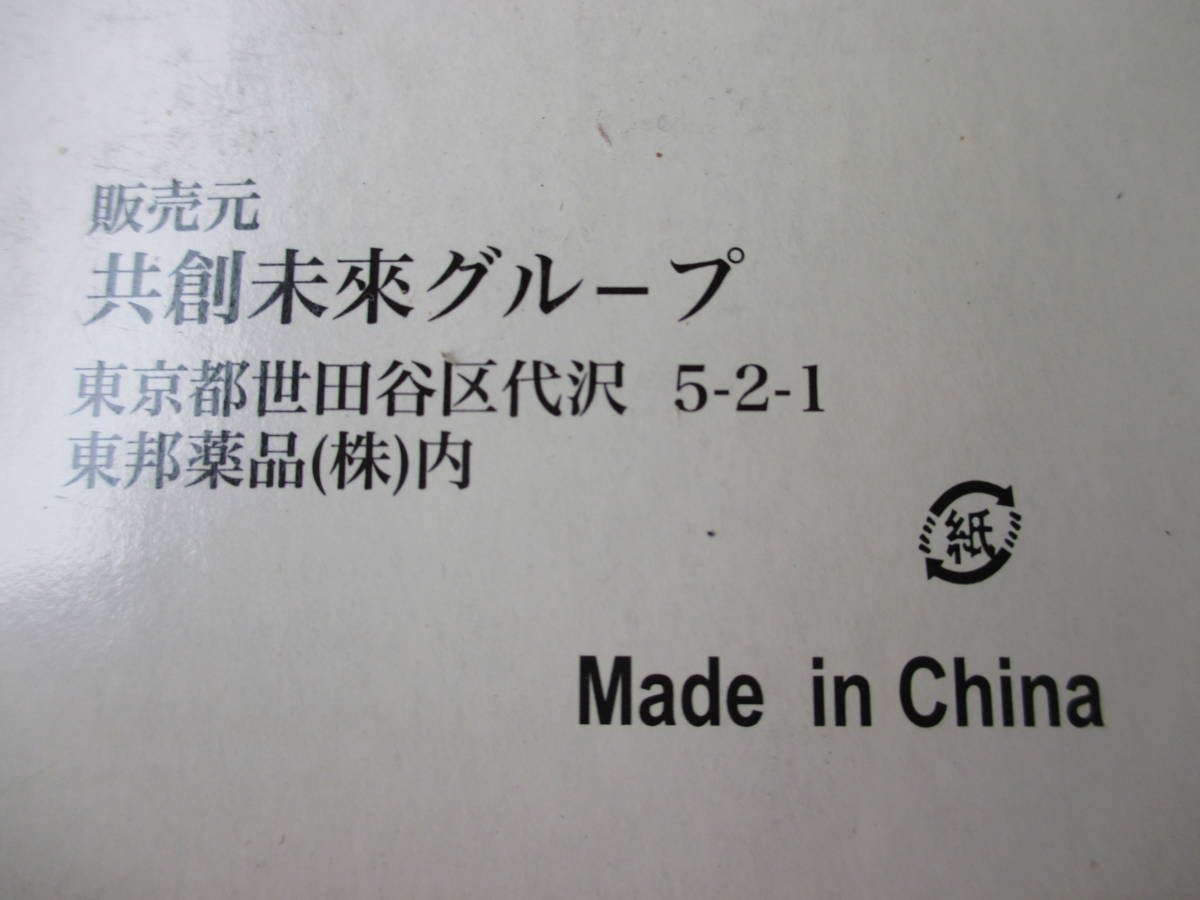 販売元
共創未來グル−プ
東京都世田谷区代沢 5-2-1
東邦薬品(株)内
紙
Made in China